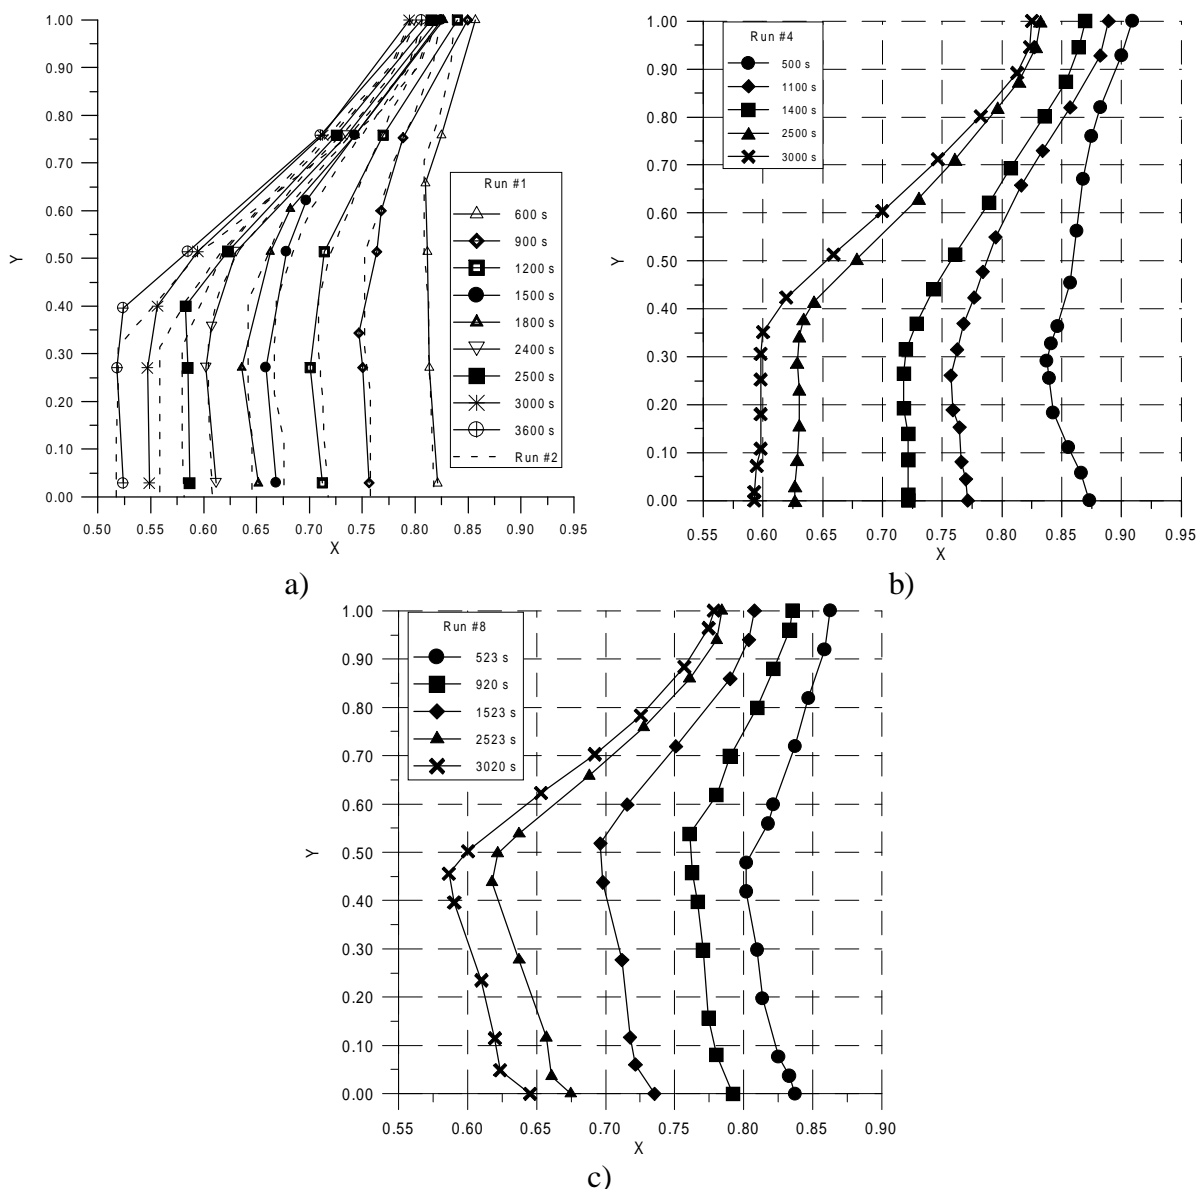 1.00
0.90
0.80
0.70
0.60
0.50
0.40
0.30
0.20
0.10
0.00
Y
0.50 0.55 0.60 0.65 0.70 0.75 0.80 0.85 0.90 0.95
X
Run #1
600 s
900 s
1200 s
1500 s
1800 s
2400 s
2500 s
3000 s
3600 s
Run #2
a)
1.00
0.90
0.80
0.70
0.60
0.50
0.40
0.30
0.20
0.10
0.00
Y
0.55 0.60 0.65 0.70 0.75 0.80 0.85 0.90 0.95
X
Run #4
500 s
1100 s
1400 s
2500 s
3000 s
b)
1.00
0.90
0.80
0.70
0.60
0.50
0.40
0.30
0.20
0.10
0.00
Y
0.55 0.60 0.65 0.70 0.75 0.80 0.85 0.90
X
Run #8
523 s
920 s
1523 s
2523 s
3020 s
c)